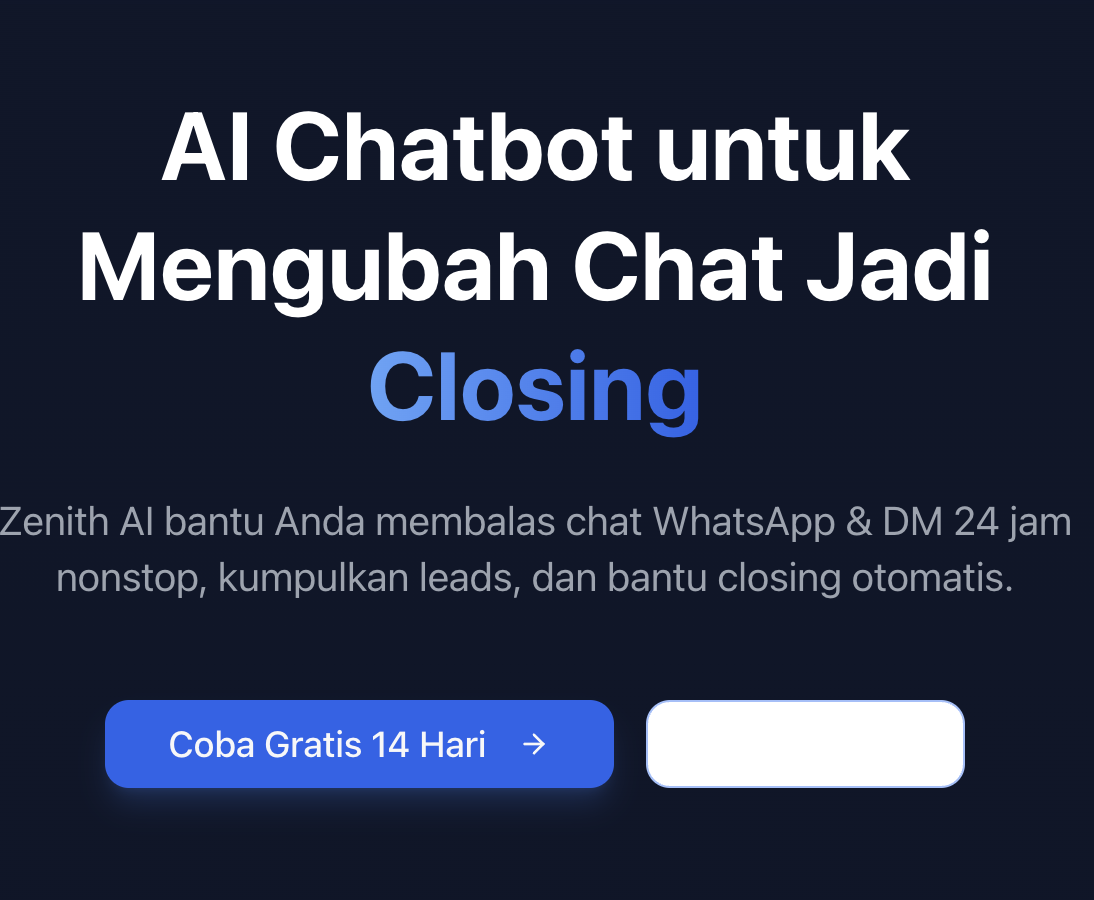 AI Chatbot untuk
Mengubah Chat Jadi
Closing
Zenith AI bantu Anda membalas chat WhatsApp & DM 24 jam
nonstop, kumpulkan leads, dan bantu closing otomatis.
Coba Gratis 14 Hari →